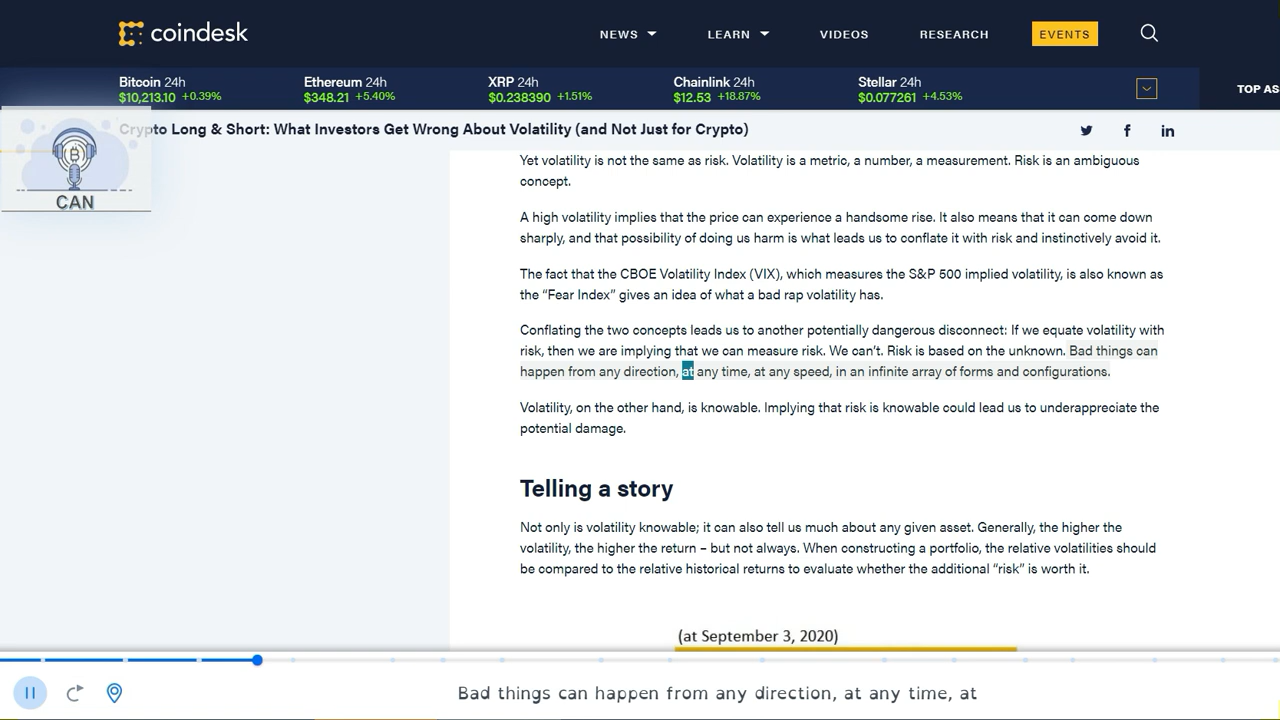 coindesk
NEWS LEARN VIDEOS RESEARCH EVENTS
Bitcoin 24h Ethereum 24h XRP 24h Chainlink 24h Stellar 24h
$10,213.10 +0.39% $348.21 +5.40% $0.238390 +1.51% $12.53 +18.87% $0.077261 +4.53%
TOP AS
Crypto Long & Short: What Investors Get Wrong About Volatility (and Not Just for Crypto)
CAN
Yet volatility is not the same as risk. Volatility is a metric, a number, a measurement. Risk is an ambiguous
concept.
A high volatility implies that the price can experience a handsome rise. It also means that it can come down
sharply, and that possibility of doing us harm is what leads us to conflate it with risk and instinctively avoid it.
The fact that the CBOE Volatility Index (VIX), which measures the S&P 500 implied volatility, is also known as
the “Fear Index” gives an idea of what a bad rap volatility has.
Conflating the two concepts leads us to another potentially dangerous disconnect: If we equate volatility with
risk, then we are implying that we can measure risk. We can’t. Risk is based on the unknown. Bad things can
happen from any direction, at any time, at any speed, in an infinite array of forms and configurations.
Volatility, on the other hand, is knowable. Implying that risk is knowable could lead us to underappreciate the
potential damage.
Telling a story
Not only is volatility knowable; it can also tell us much about any given asset. Generally, the higher the
volatility, the higher the return – but not always. When constructing a portfolio, the relative volatilities should
be compared to the relative historical returns to evaluate whether the additional “risk” is worth it.
(at September 3, 2020)
Bad things can happen from any direction, at any time, at